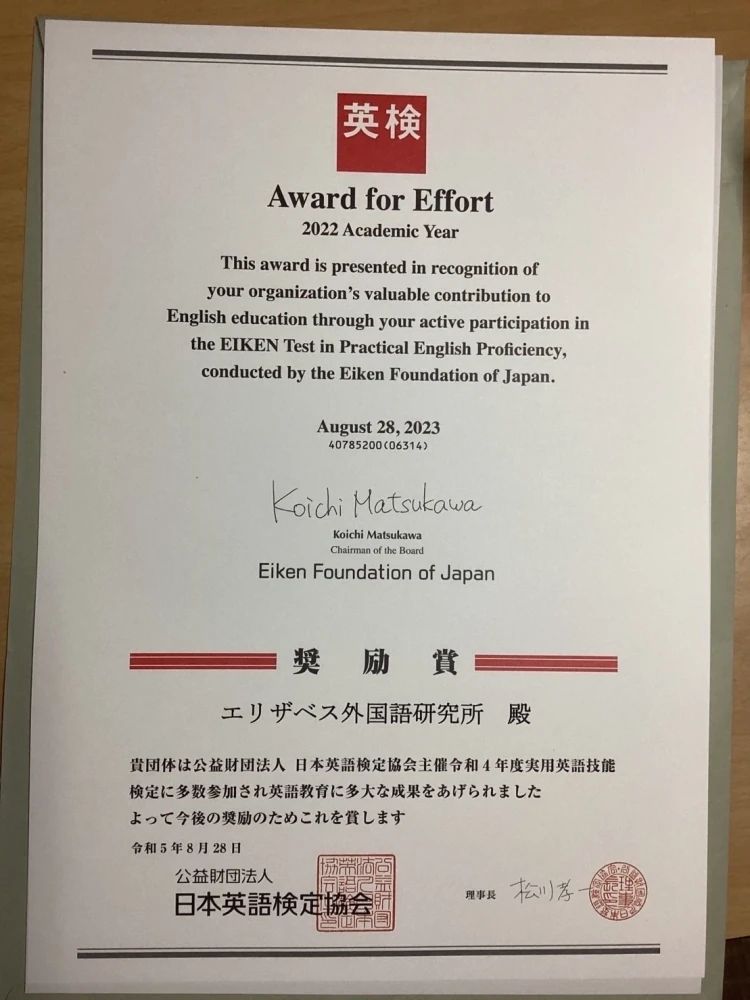 英検
Award for Effort
2022 Academic Year
This award is presented in recognition of
your organization's valuable contribution to
English education through your active participation in
the EIKEN Test in Practical English Proficiency,
conducted by the Eiken Foundation of Japan.
August 28, 2023
40785200(06314)
Koichi Matsukawa
Koichi Matsukawa
Chairman of the Board
Eiken Foundation of Japan
奨励賞
エリザベス外国語研究所 殿
貴団体は公益財団法人 日本英語検定協会主催令和4年度実用英語技能
検定に多数参加され英語教育に多大な成果をあげられました
よって今後の奨励のためこれを賞します
令和5年8月28日
公益財団法人
日本英語検定協会
理事長 松川孝一